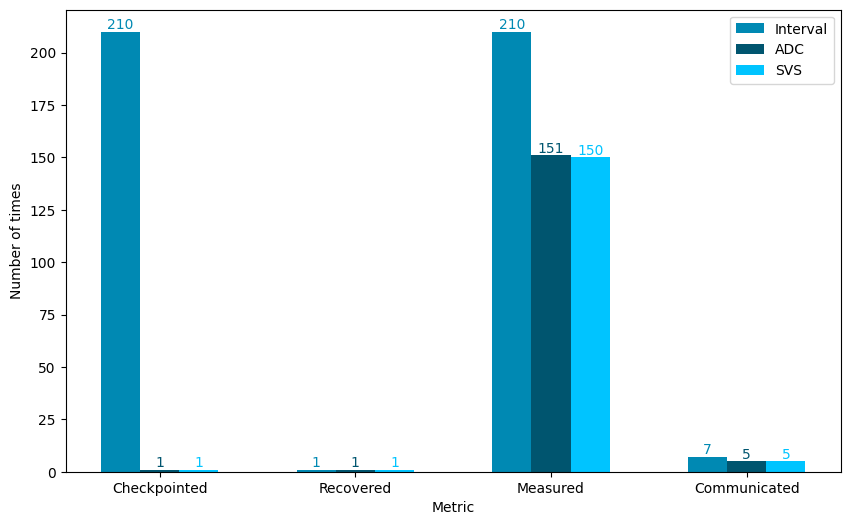 210
210
Interval
ADC
SVS
200
175
151
150
150
Number of times
125
100
75
50
25
7
5
5
1
1
1
1
1
0
Checkpointed
Recovered
Measured
Communicated
Metric